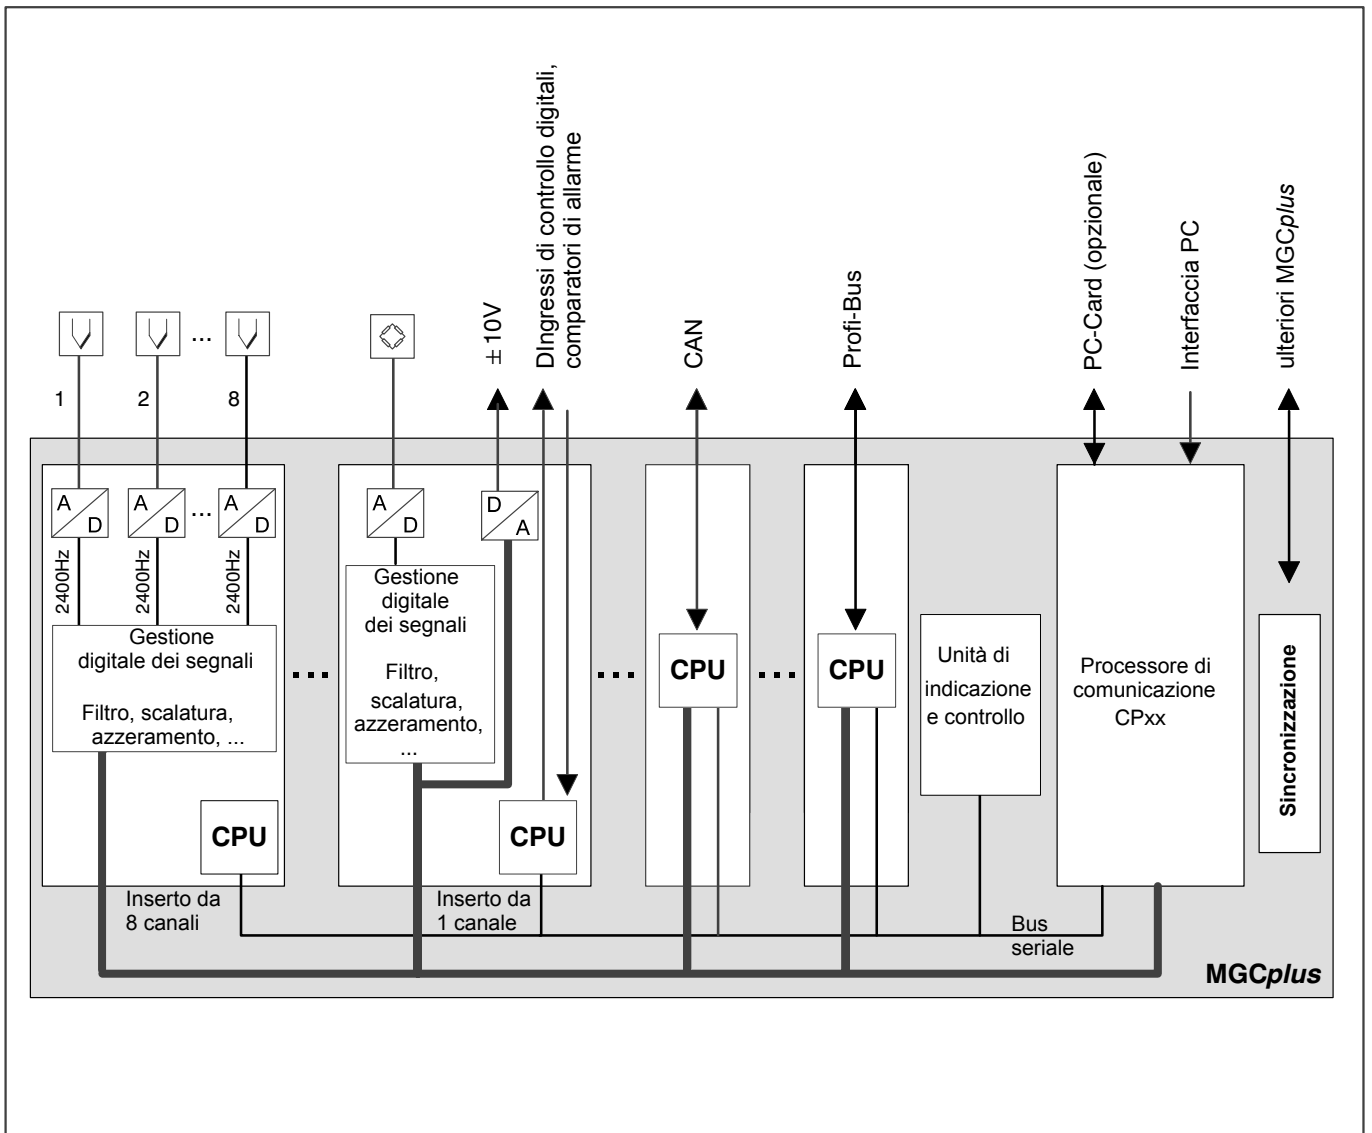 ± 10V
DIngressi di controllo digitali,
comparatori di allarme
CAN
Profi-Bus
PC-Card (opzionale)
Interfaccia PC
ulteriori MGCplus
1
2
...
8
A
D
A
D
...
A
D
A
D
D
A
2400Hz
2400Hz
2400Hz
Gestione
digitale dei segnali
Filtro, scalatura,
azzeramento, ...
CPU
Inserto da
8 canali
Gestione
digitale
dei segnali
Filtro,
scalatura,
azzeramento,
...
CPU
Inserto da
1 canale
CPU
CPU
Unità di
indicazione
e controllo
Processore di
comunicazione
CPxx
Sincronizzazione
Bus
seriale
MGCplus